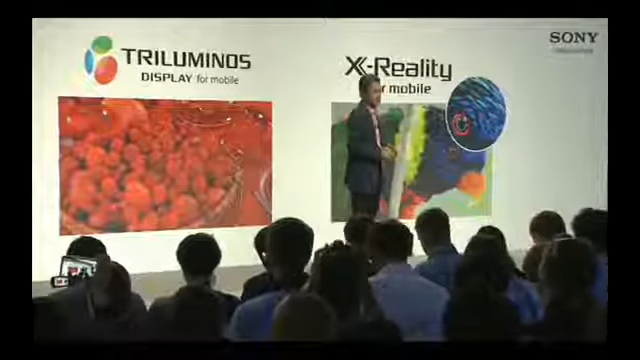 TRILUMINOS
DISPLAY for mobile
X-Reality
for mobile
SONY